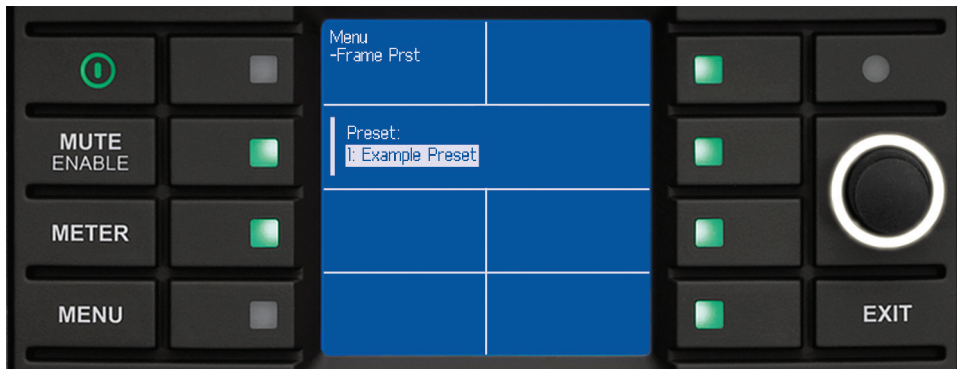 Menu
-Frame Prst
MUTE
ENABLE
Preset:
1: Example Preset
METER
MENU
EXIT